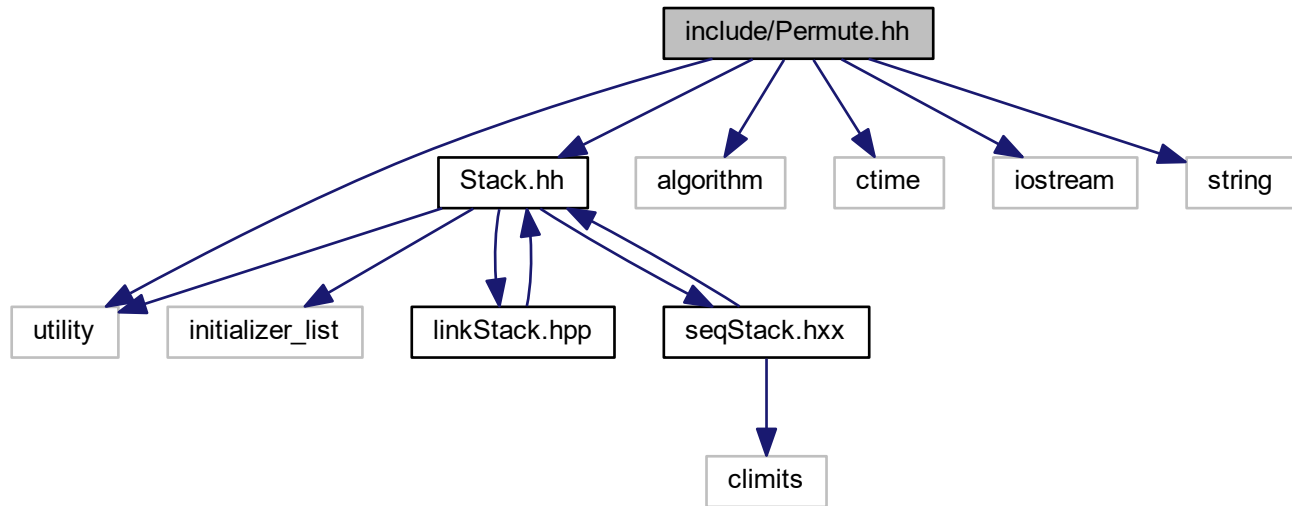 include/Permute.hh
Stack.hh
algorithm
ctime
iostream
string
utility
initializer_list
linkStack.hpp
seqStack.hxx
climits